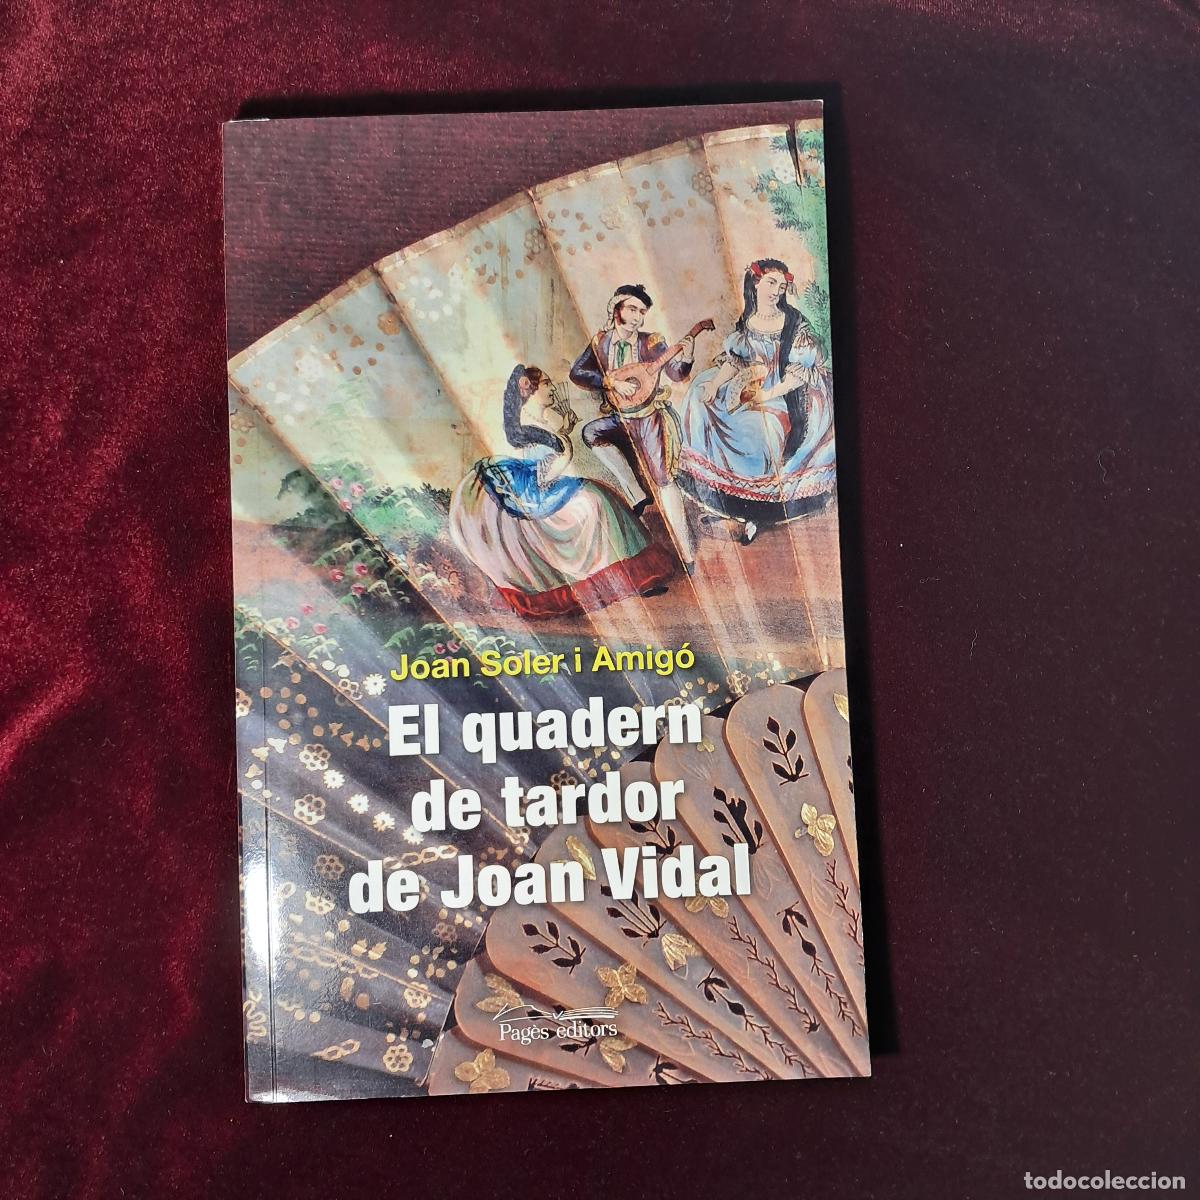 Joan Soler i Amigó
El quadern
de tardor
de Joan Vidal
Pagès editors
todocoleccion